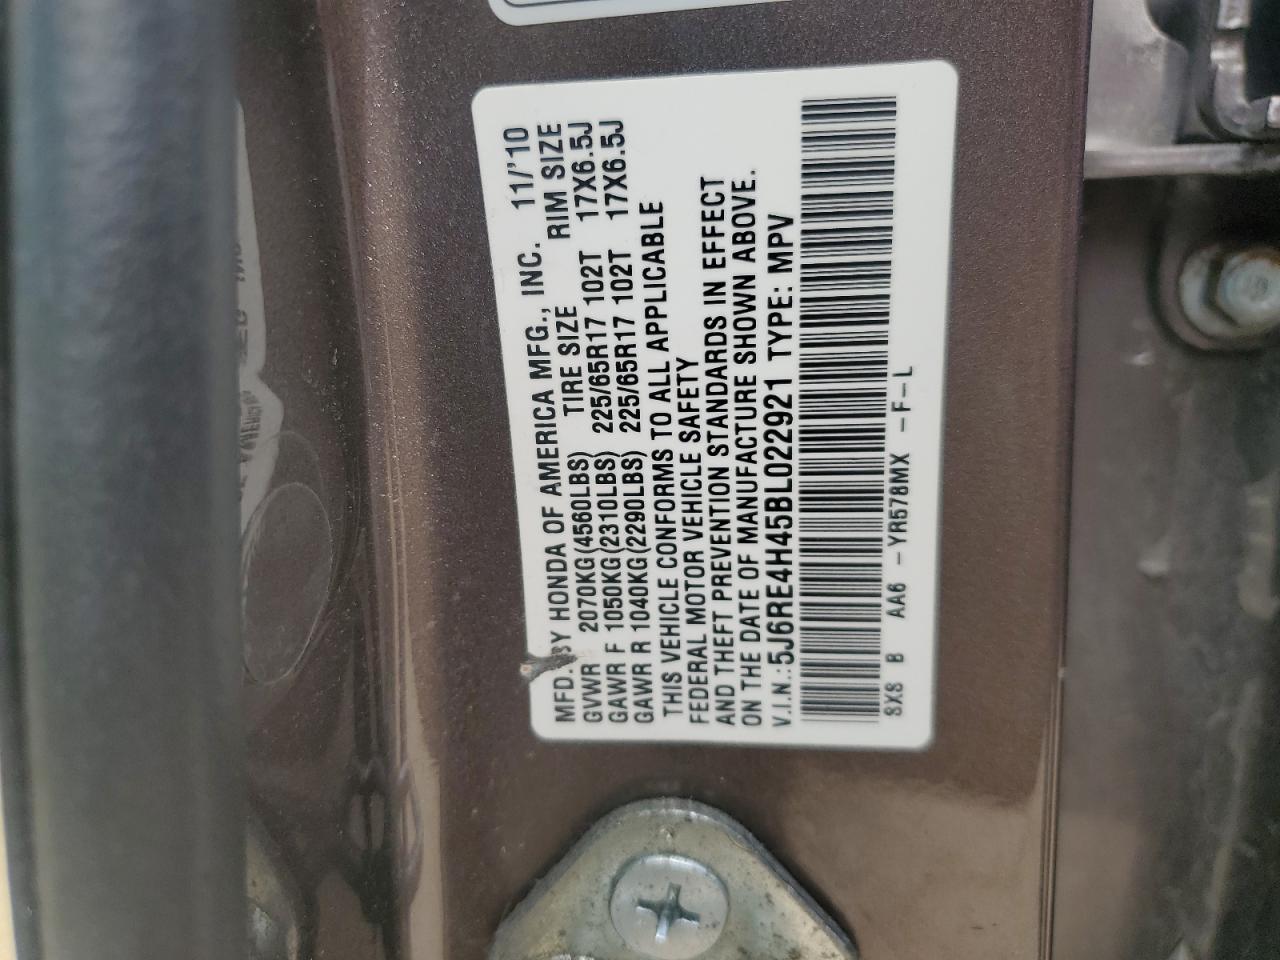 MFD. BY HONDA OF AMERICA MFG., INC. 11/'10
TIRE SIZE RIM SIZE
GVWR 2070KG(4560LBS)
GAWR F 1050KG(2310LBS) 225/65R17 102T 17X6.5J
GAWR R 1040KG(2290LBS) 225/65R17 102T 17X6.5J
THIS VEHICLE CONFORMS TO ALL APPLICABLE
FEDERAL MOTOR VEHICLE SAFETY
AND THEFT PREVENTION STANDARDS IN EFFECT
ON THE DATE OF MANUFACTURE SHOWN ABOVE.
V.I.N.:5J6RE4H45BL022921 TYPE: MPV
8X8 B AA6 -YR578MX -F-L